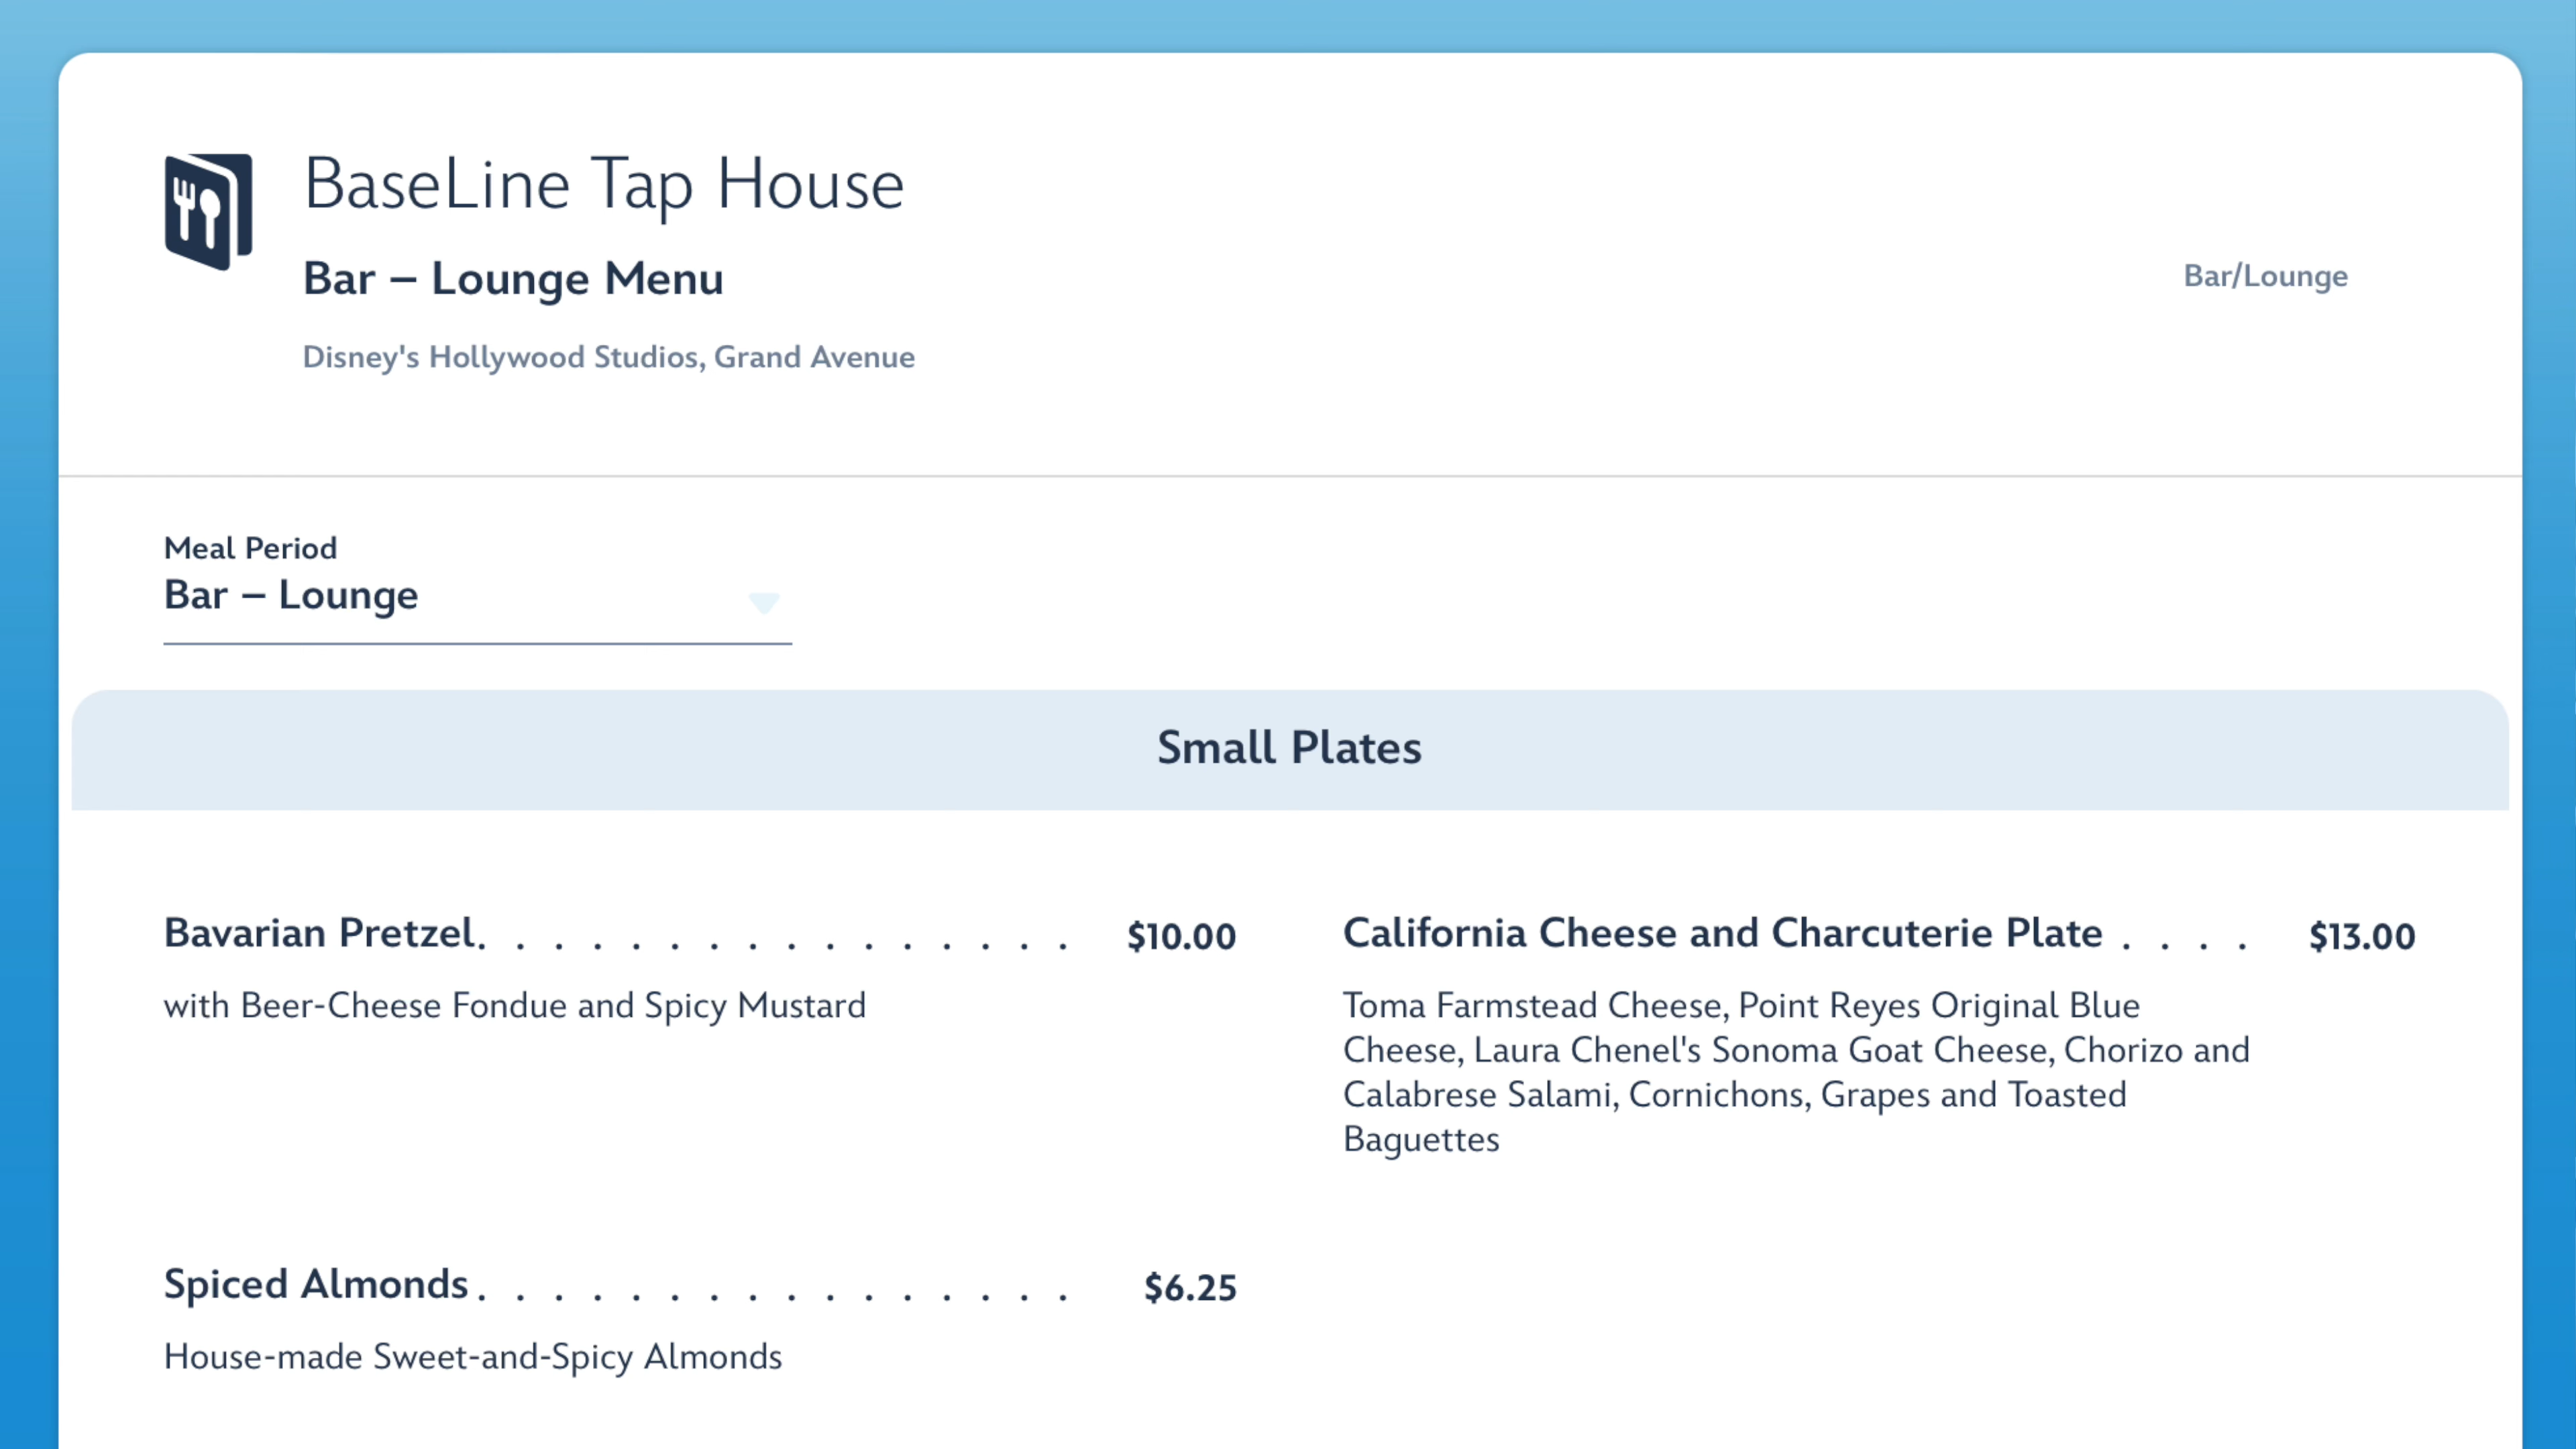 BaseLine Tap House
Bar – Lounge Menu
Bar/Lounge
Disney's Hollywood Studios, Grand Avenue
Meal Period
Bar – Lounge
Small Plates
Bavarian Pretzel. . . . . . . . . . . . . . . . $10.00
with Beer-Cheese Fondue and Spicy Mustard
California Cheese and Charcuterie Plate . . . . $13.00
Toma Farmstead Cheese, Point Reyes Original Blue
Cheese, Laura Chenel's Sonoma Goat Cheese, Chorizo and
Calabrese Salami, Cornichons, Grapes and Toasted
Baguettes
Spiced Almonds . . . . . . . . . . . . . . . . $6.25
House-made Sweet-and-Spicy Almonds